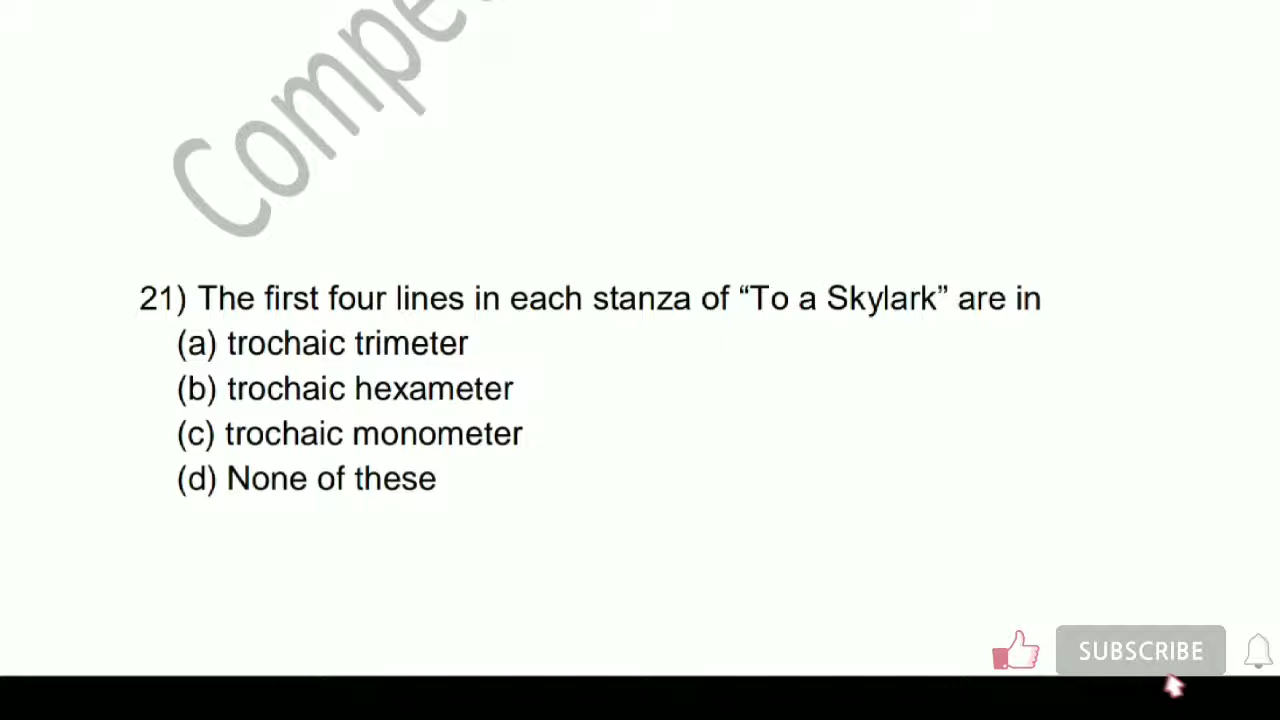 21) The first four lines in each stanza of “To a Skylark” are in
(a) trochaic trimeter
(b) trochaic hexameter
(c) trochaic monometer
(d) None of these
SUBSCRIBE